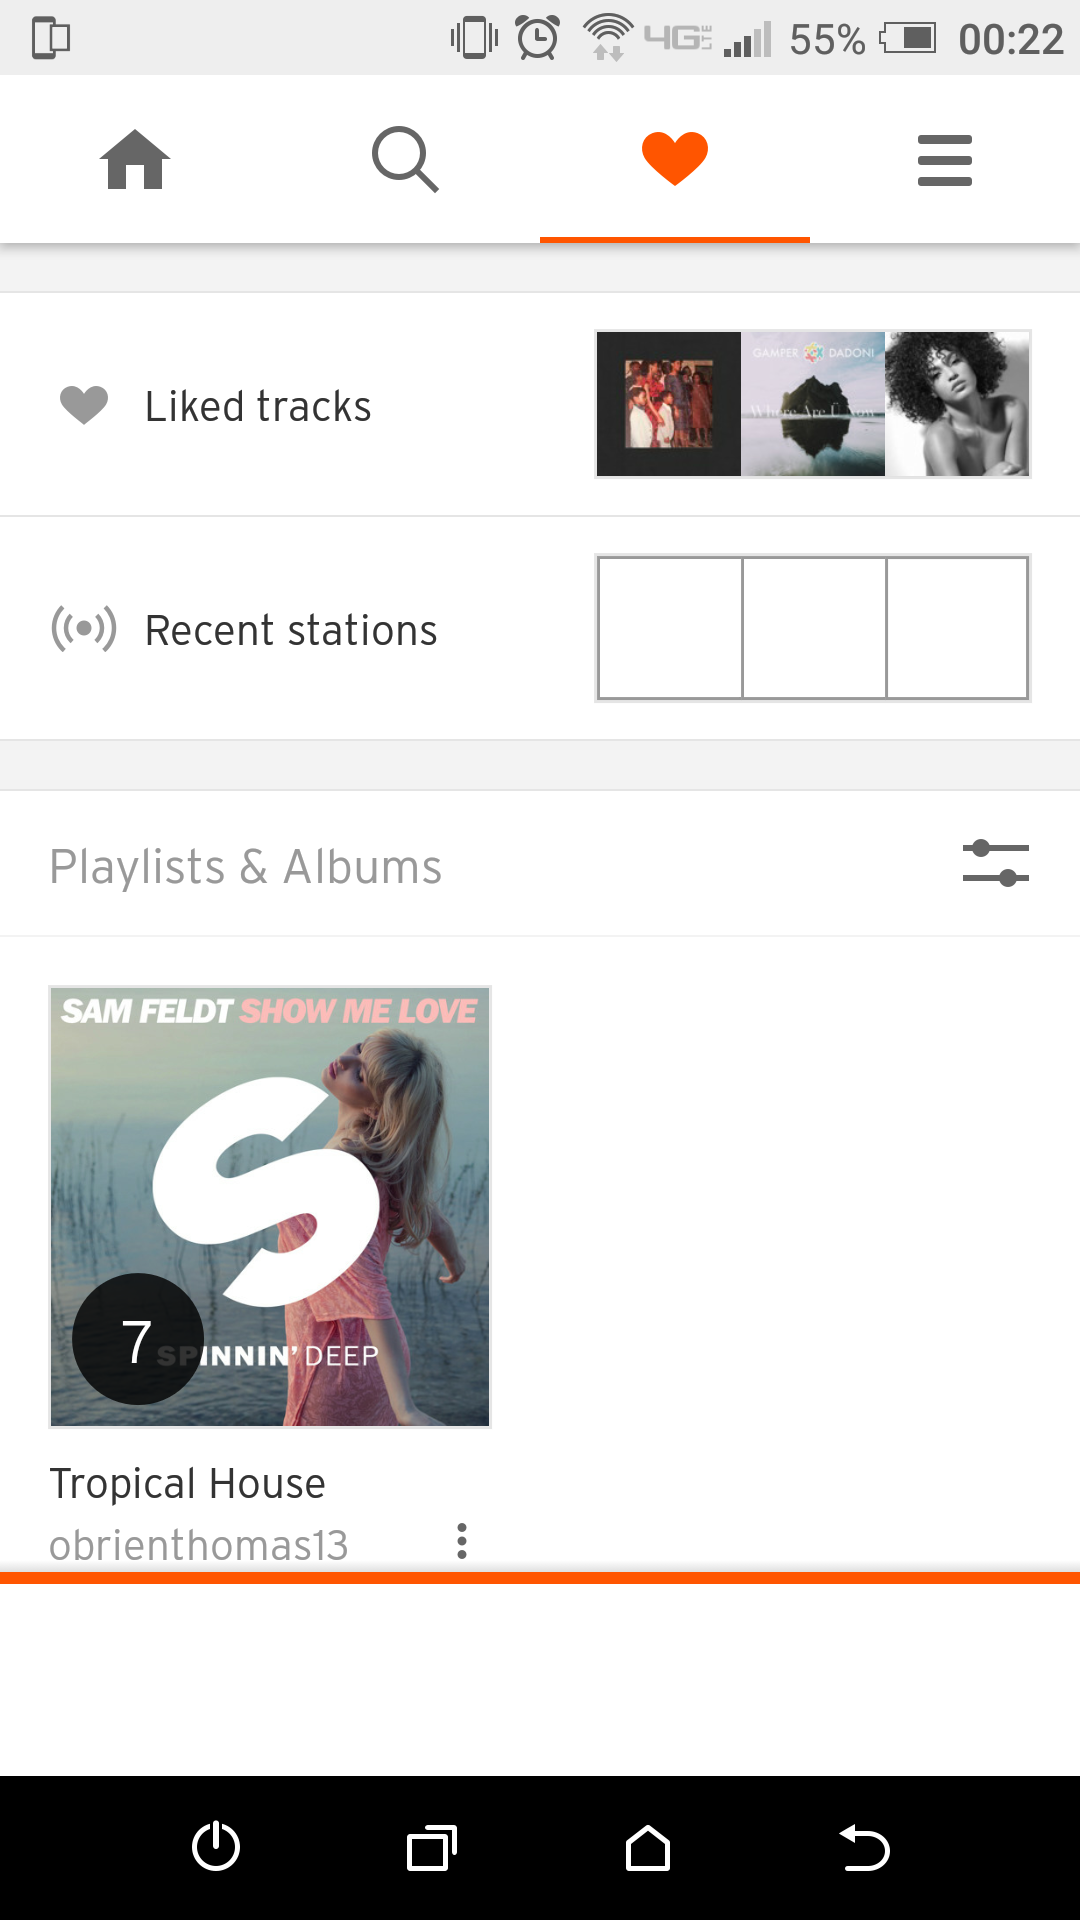 4G LTE 55% 00:22
Liked tracks
GAMPER DADONI
Where Are Ü Now
Recent stations
Playlists & Albums
SAM FELDT SHOW ME LOVE
7
SPINNIN' DEEP
Tropical House
obrienthomas13